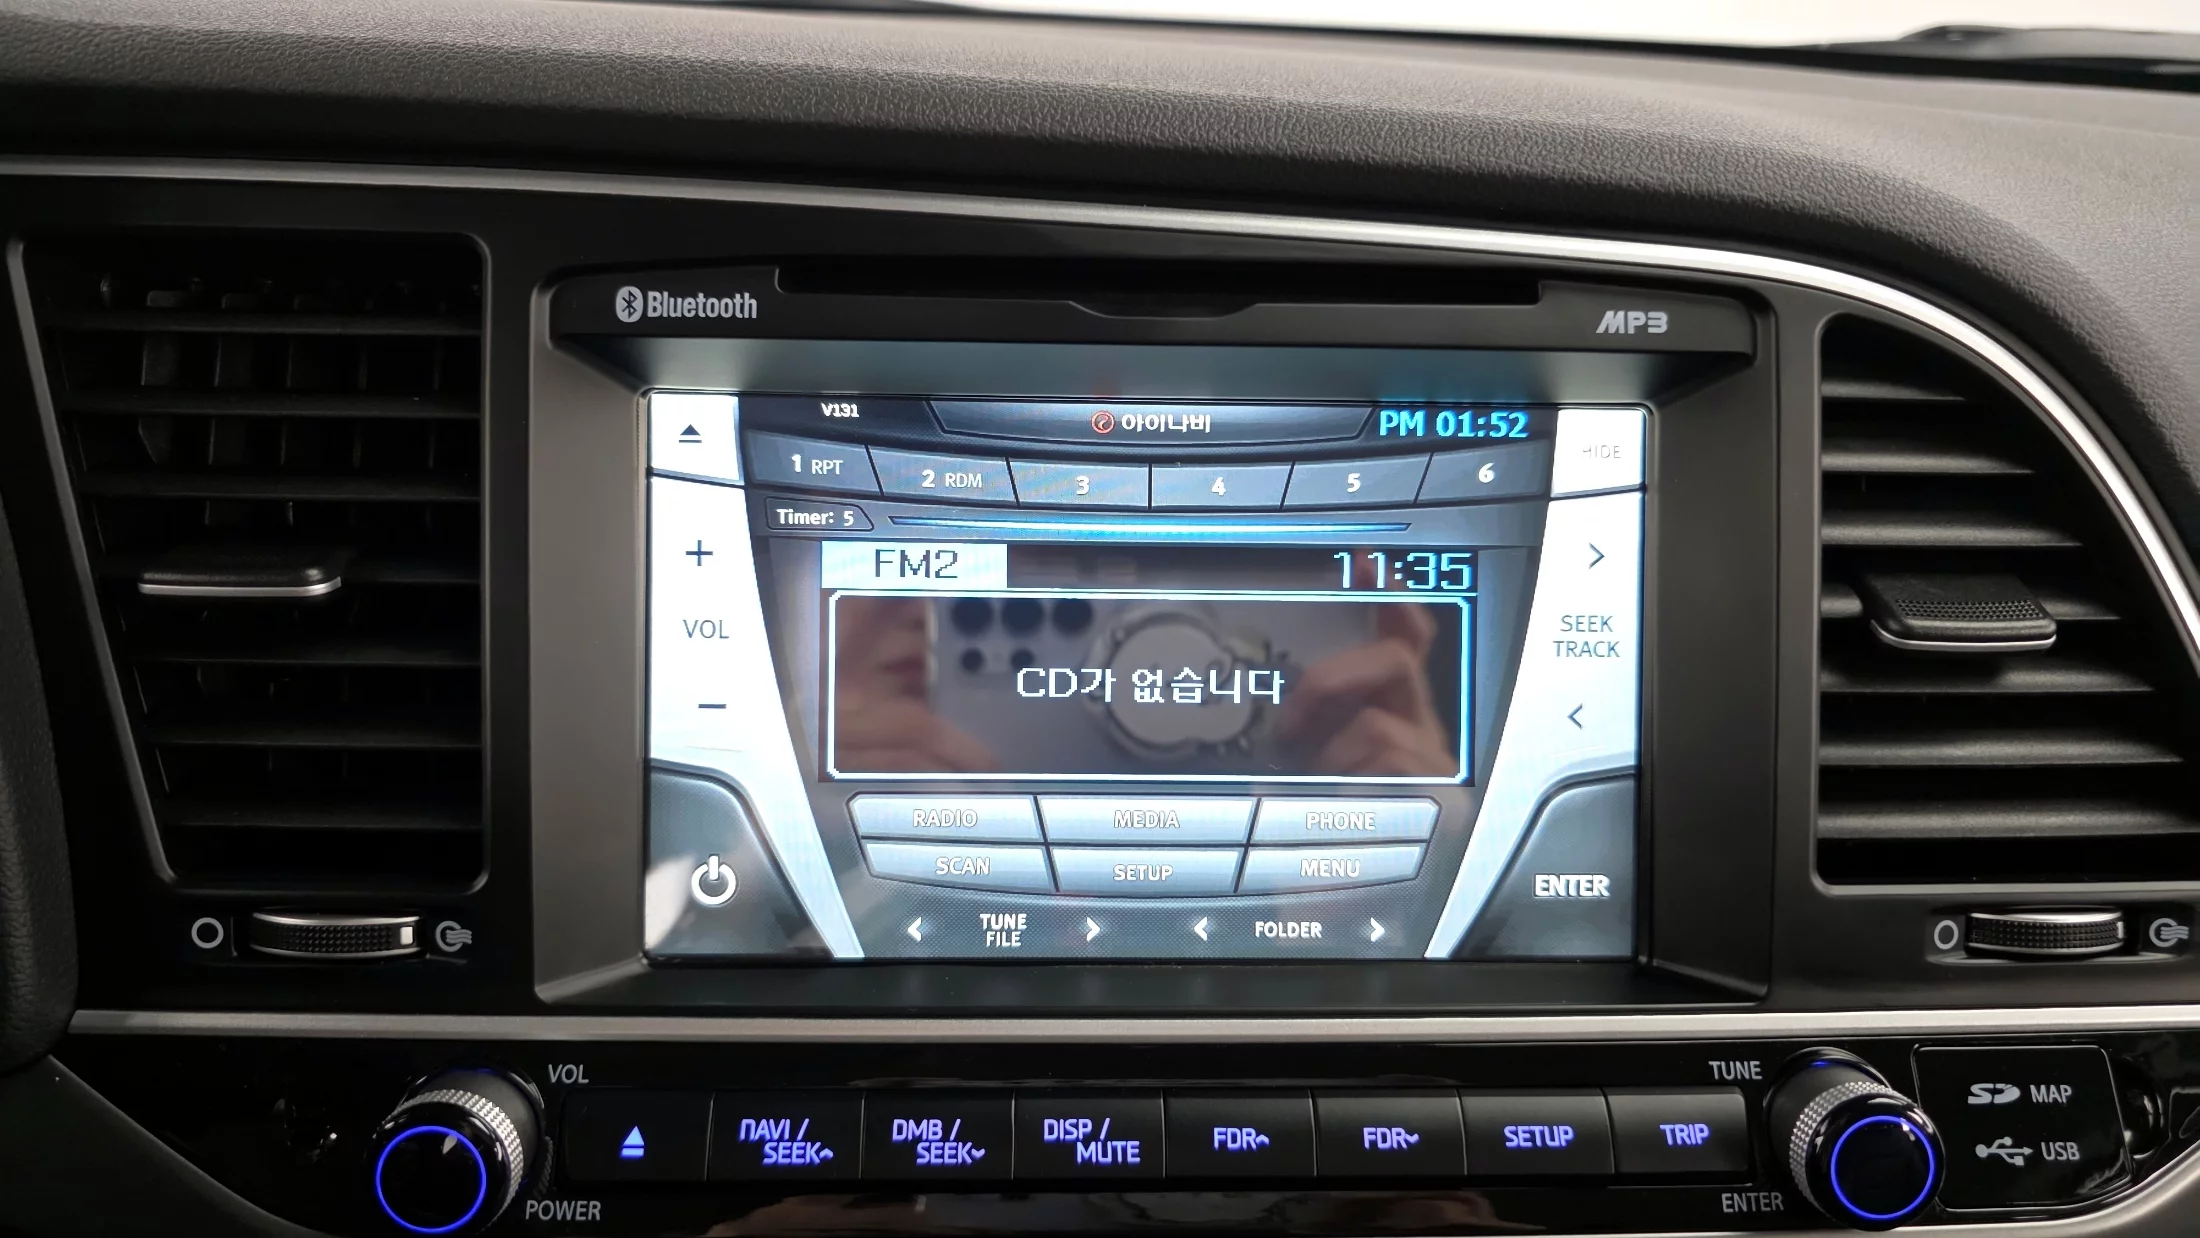 Bluetooth
MP3
V131
아이나비
PM 01:52
HIDE
1 RPT
2 RDM
3
4
5
6
Timer: 5
FM2
11:35
+
VOL
−
>
SEEK
TRACK
<
CD가 없습니다
RADIO
MEDIA
PHONE
SCAN
SETUP
MENU
ENTER
< TUNE FILE >
< FOLDER >
VOL
POWER
NAVI /
SEEK
DMB /
SEEK
DISP /
MUTE
FDR
FDR
SETUP
TRIP
TUNE
ENTER
SD MAP
USB